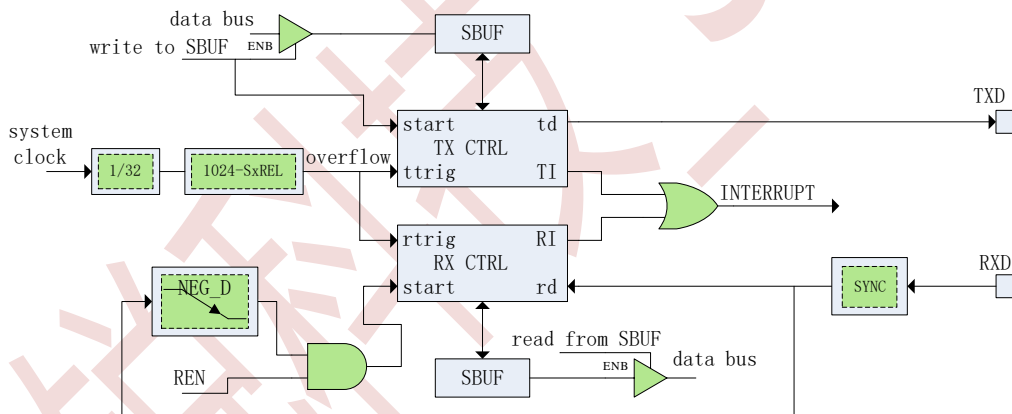 data bus
SBUF
write to SBUF
ENB
TXD
start
td
system
clock
TX CTRL
1/32
1024-SxREL
overflow
ttrig
TI
INTERRUPT
rtrig
RI
RX CTRL
RXD
NEG_D
start
rd
SYNC
read from SBUF
REN
SBUF
ENB
data bus